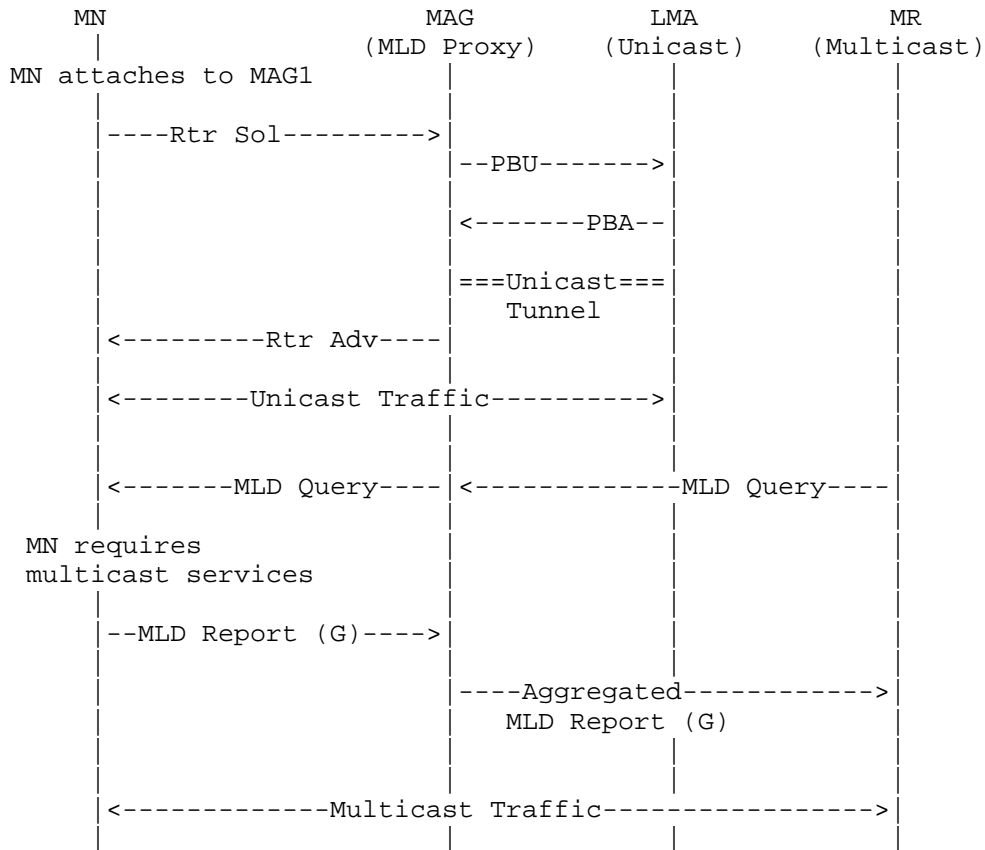 MN MAG LMA MR
| (MLD Proxy) (Unicast) (Multicast)
MN attaches to MAG1 | | |
| | | |
|----Rtr Sol--------->| | |
| |--PBU------->| |
| | | |
| |<-------PBA--| |
| | | |
| |===Unicast===| |
| | Tunnel | |
|<---------Rtr Adv----| | |
| | | |
|<--------Unicast Traffic---------->| |
| | | |
| | | |
|<-------MLD Query----|<-------------MLD Query----|
| | | |
MN requires | | |
multicast services | | |
| | | |
|--MLD Report (G)---->| | |
| | | |
| |----Aggregated------------>|
| | MLD Report (G) |
| | | |
| | | |
|<-------------Multicast Traffic----------------->|
| | | |